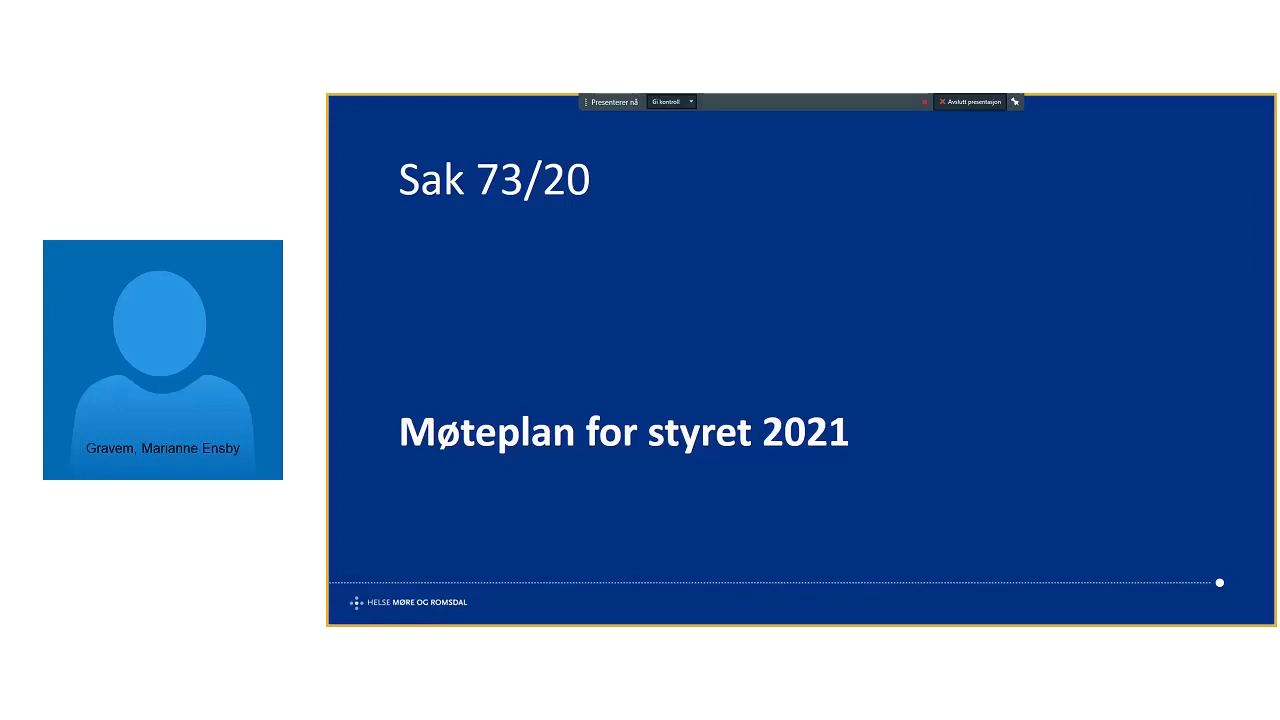 Presenterer nå
Gi kontroll
Avslutt presentasjon
Sak 73/20
Møteplan for styret 2021
Gravem, Marianne Ensby
HELSE MØRE OG ROMSDAL